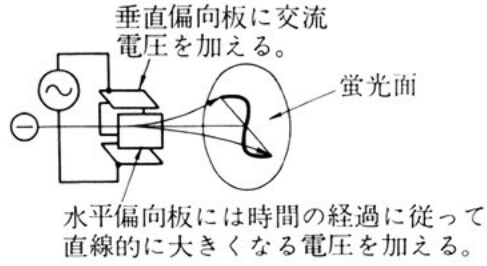 垂直偏向板に交流
電圧を加える。
蛍光面
水平偏向板には時間の経過に従って
直線的に大きくなる電圧を加える。